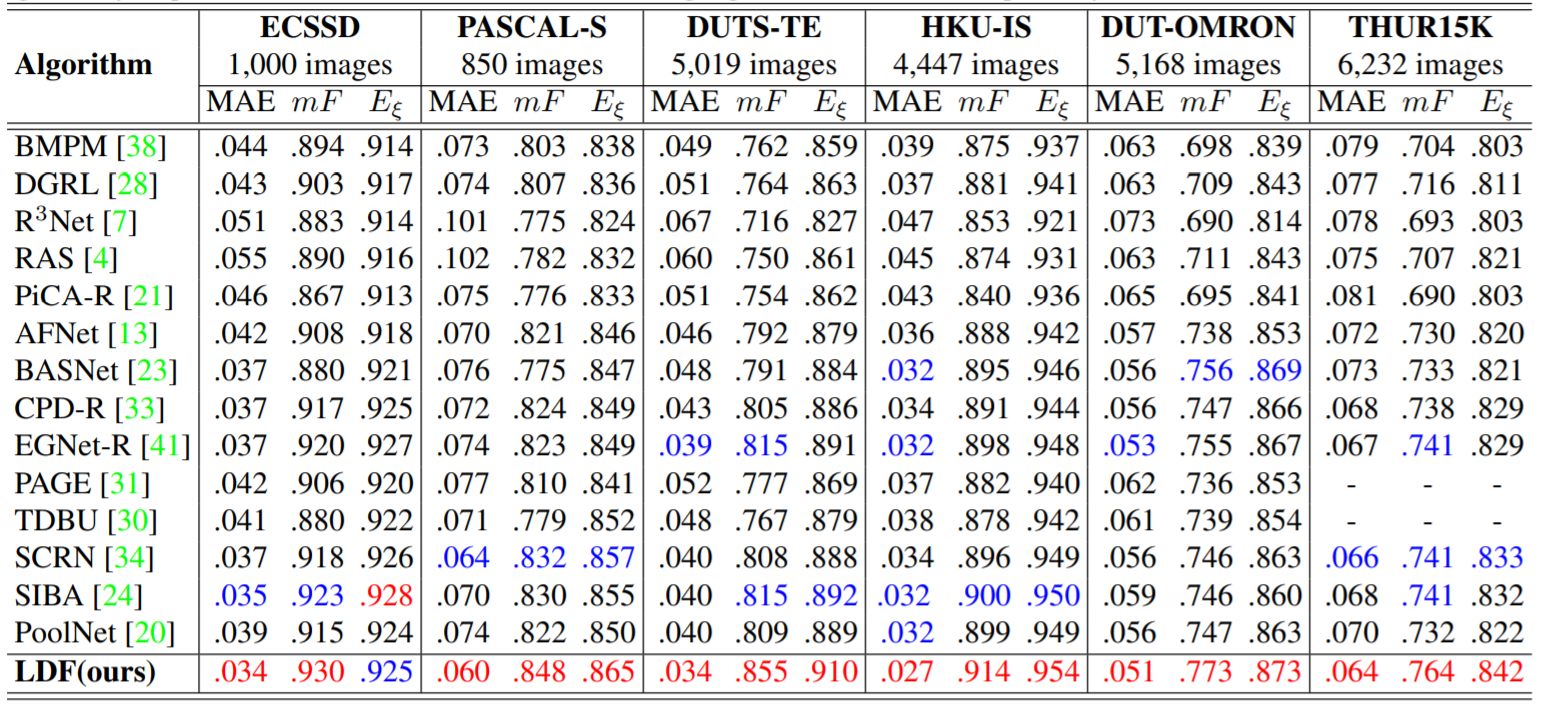 ECSSD PASCAL-S DUTS-TE HKU-IS DUT-OMRON THUR15K
Algorithm 1,000 images 850 images 5,019 images 4,447 images 5,168 images 6,232 images
MAE mF Eξ MAE mF Eξ MAE mF Eξ MAE mF Eξ MAE mF Eξ MAE mF Eξ
BMPM [38] .044 .894 .914 .073 .803 .838 .049 .762 .859 .039 .875 .937 .063 .698 .839 .079 .704 .803
DGRL [28] .043 .903 .917 .074 .807 .836 .051 .764 .863 .037 .881 .941 .063 .709 .843 .077 .716 .811
R³Net [7] .051 .883 .914 .101 .775 .824 .067 .716 .827 .047 .853 .921 .073 .690 .814 .078 .693 .803
RAS [4] .055 .890 .916 .102 .782 .832 .060 .750 .861 .045 .874 .931 .063 .711 .843 .075 .707 .821
PiCA-R [21] .046 .867 .913 .075 .776 .833 .051 .754 .862 .043 .840 .936 .065 .695 .841 .081 .690 .803
AFNet [13] .042 .908 .918 .070 .821 .846 .046 .792 .879 .036 .888 .942 .057 .738 .853 .072 .730 .820
BASNet [23] .037 .880 .921 .076 .775 .847 .048 .791 .884 .032 .895 .946 .056 .756 .869 .073 .733 .821
CPD-R [33] .037 .917 .925 .072 .824 .849 .043 .805 .886 .034 .891 .944 .056 .747 .866 .068 .738 .829
EGNet-R [41] .037 .920 .927 .074 .823 .849 .039 .815 .891 .032 .898 .948 .053 .755 .867 .067 .741 .829
PAGE [31] .042 .906 .920 .077 .810 .841 .052 .777 .869 .037 .882 .940 .062 .736 .853 - - -
TDBU [30] .041 .880 .922 .071 .779 .852 .048 .767 .879 .038 .878 .942 .061 .739 .854 - - -
SCRN [34] .037 .918 .926 .064 .832 .857 .040 .808 .888 .034 .896 .949 .056 .746 .863 .066 .741 .833
SIBA [24] .035 .923 .928 .070 .830 .855 .040 .815 .892 .032 .900 .950 .059 .746 .860 .068 .741 .832
PoolNet [20] .039 .915 .924 .074 .822 .850 .040 .809 .889 .032 .899 .949 .056 .747 .863 .070 .732 .822
LDF(ours) .034 .930 .925 .060 .848 .865 .034 .855 .910 .027 .914 .954 .051 .773 .873 .064 .764 .842